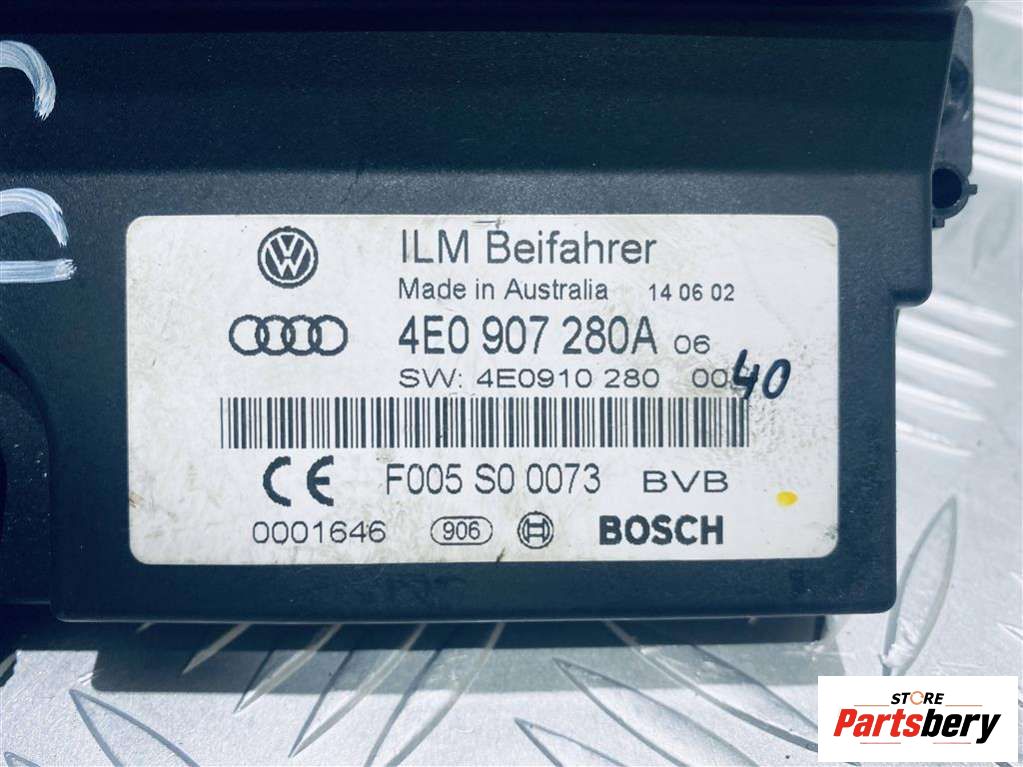 ILM Beifahrer
Made in Australia 14 06 02
4E0 907 280A 06
SW: 4E0910 280 00 40
CE F005 S0 0073 BVB
0001646 906 BOSCH
STORE
Partsbery